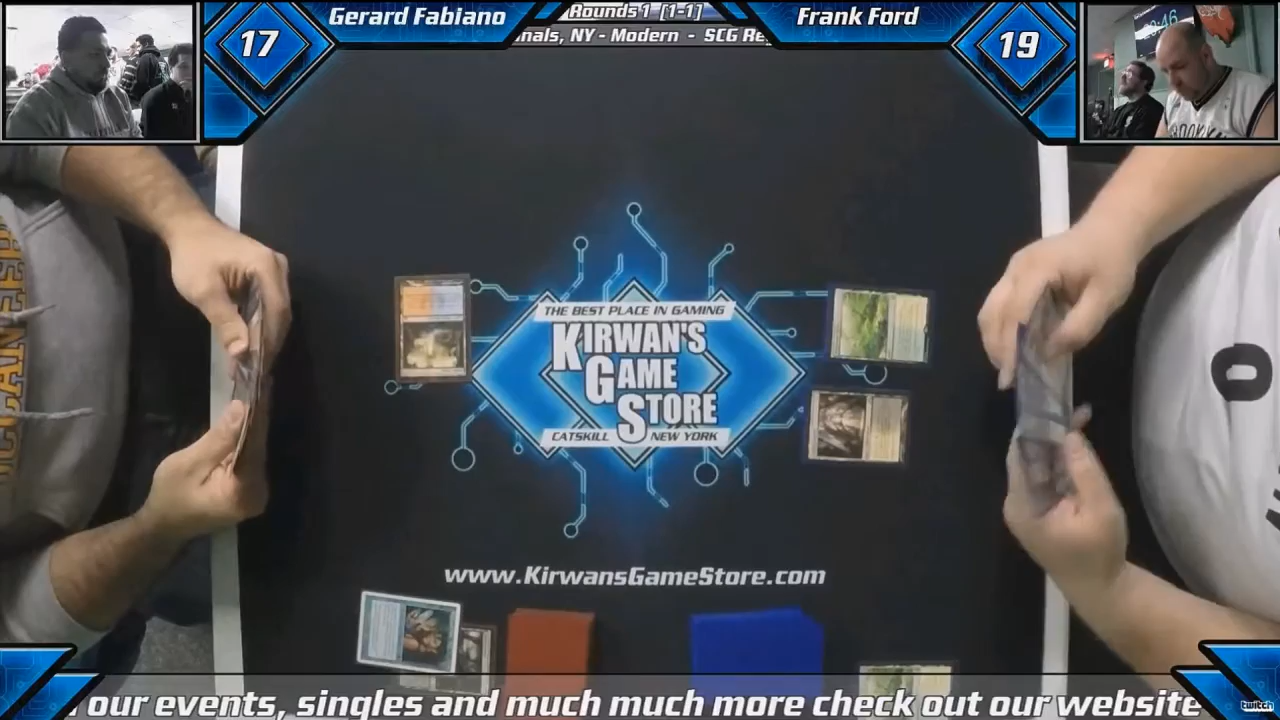 Gerard Fabiano
Rounds 1 [1-1]
Frank Ford
17
nals, NY - Modern - SCG Re
19
:46
THE BEST PLACE IN GAMING
KIRWAN'S
GAME
STORE
CATSKILL NEW YORK
www.KirwansGameStore.com
our events, singles and much much more check out our website
twitch